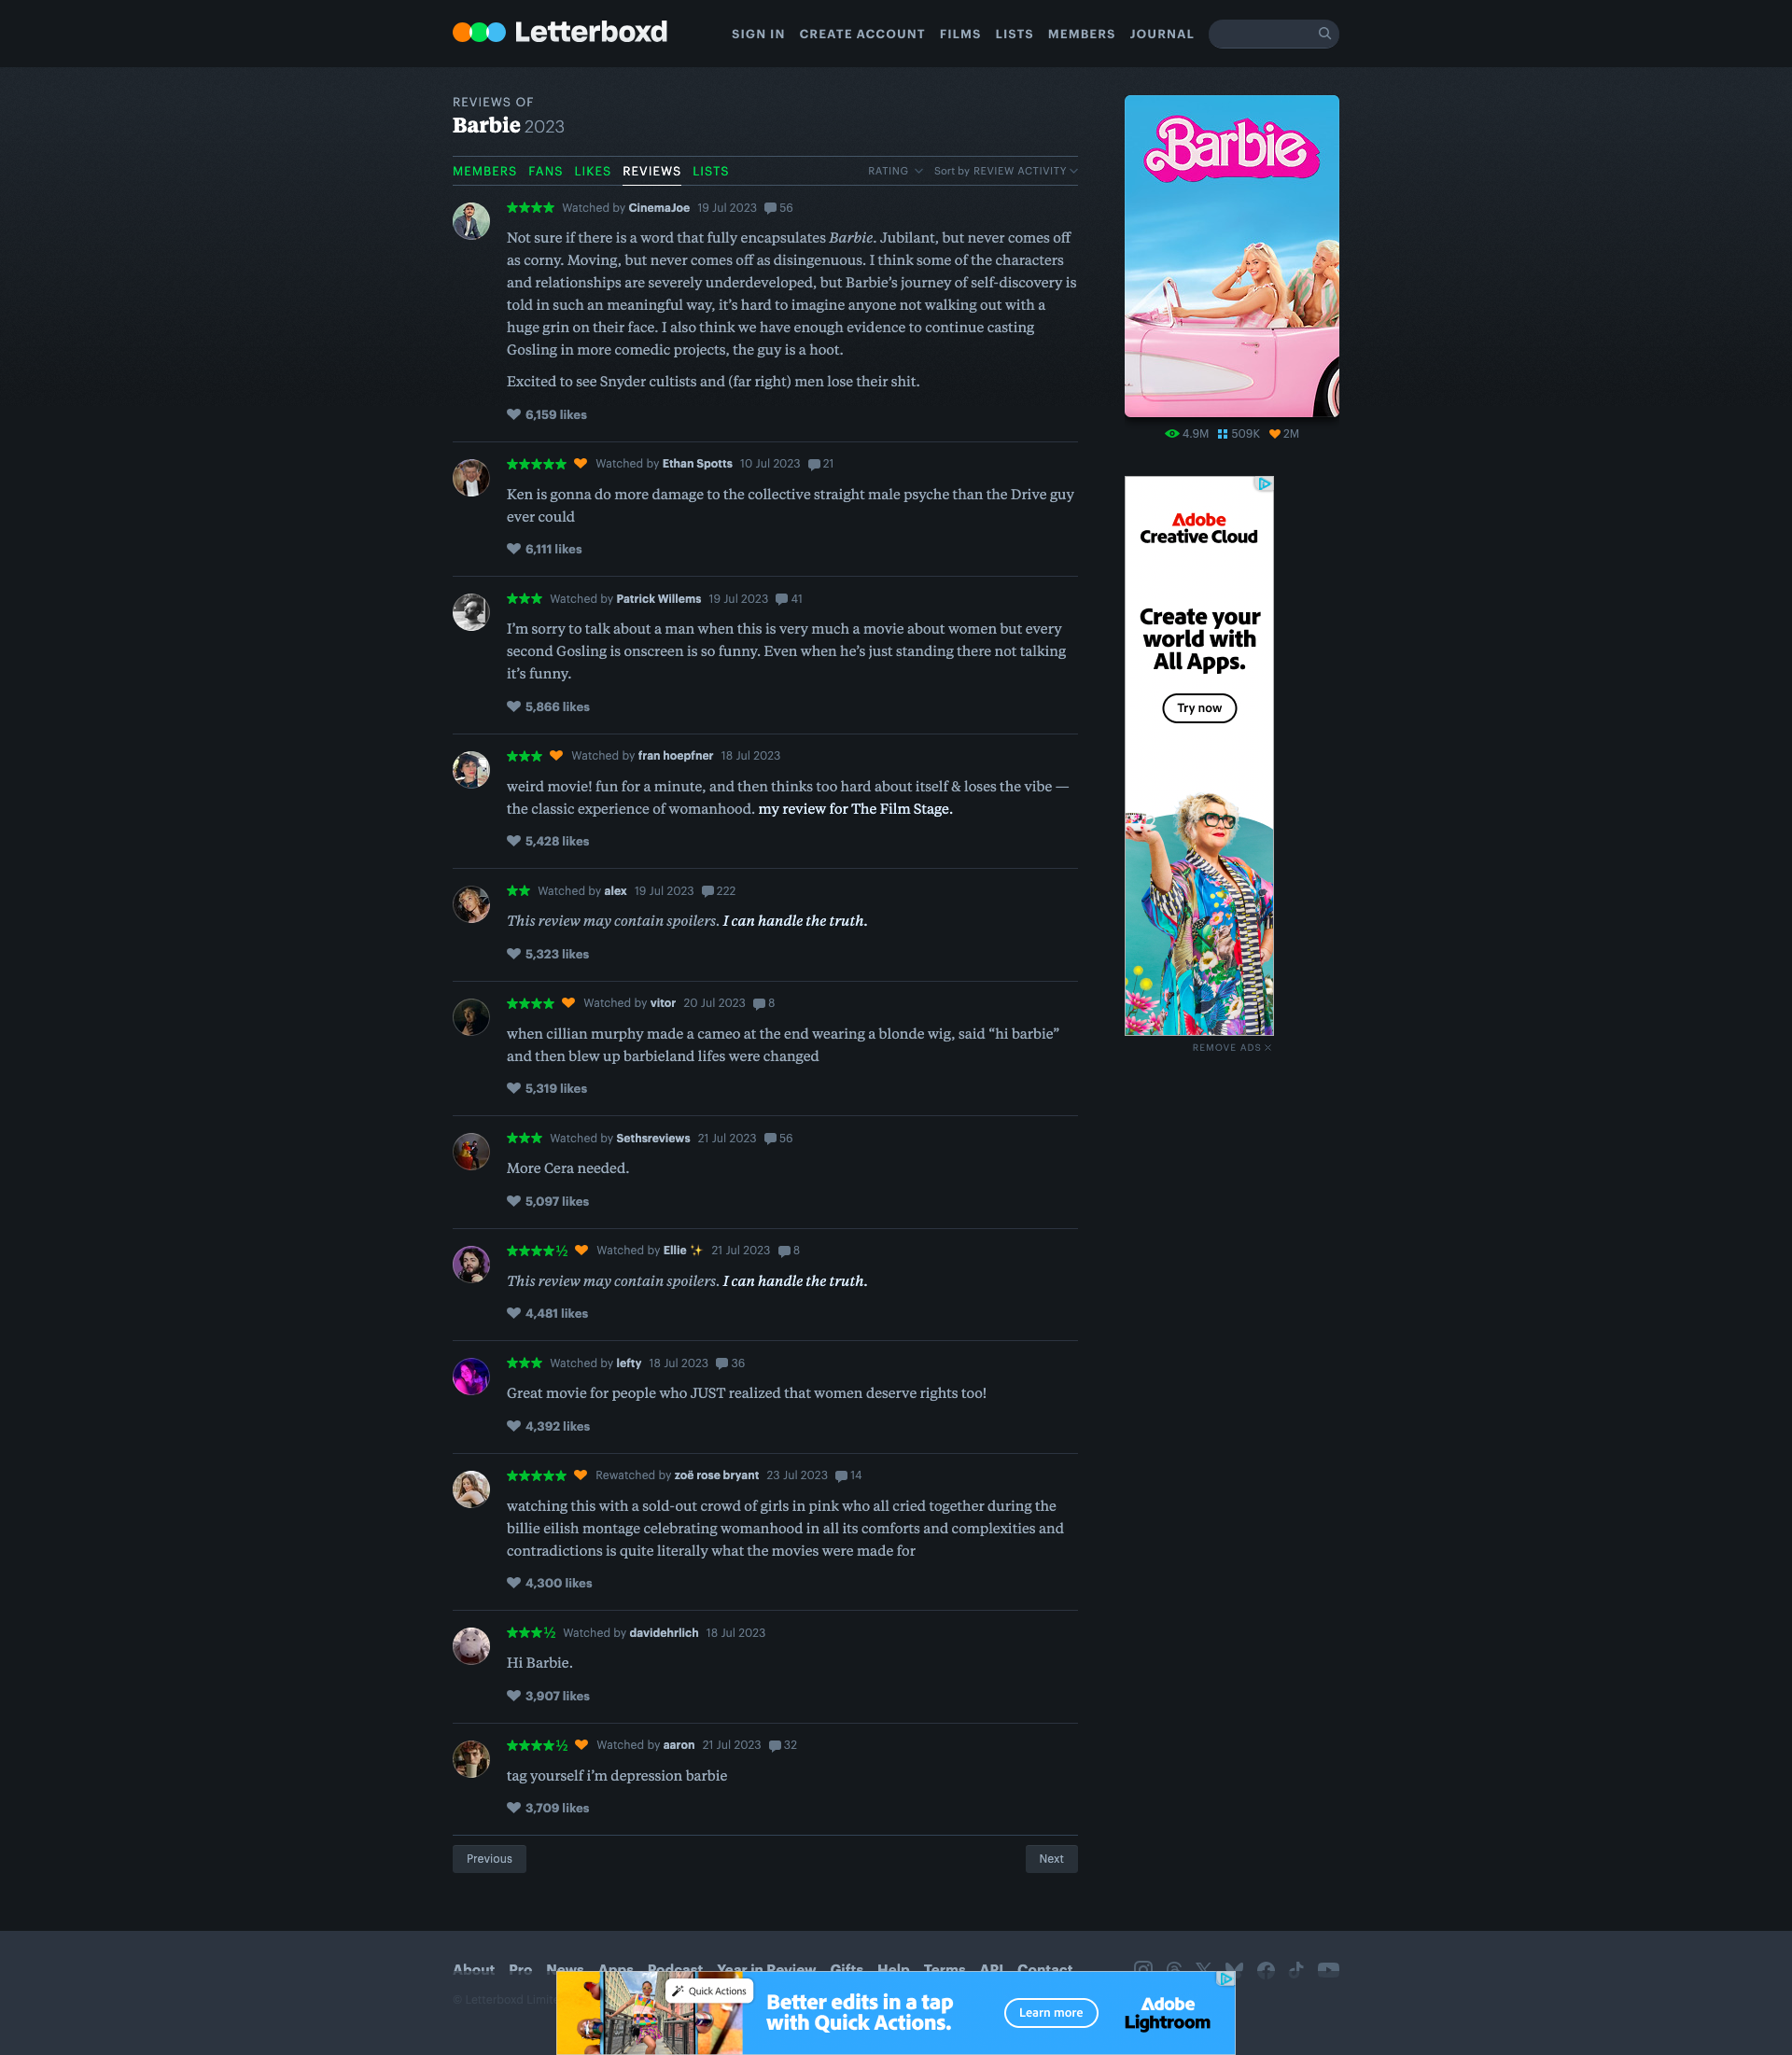 Letterboxd
SIGN IN CREATE ACCOUNT FILMS LISTS MEMBERS JOURNAL
REVIEWS OF
Barbie 2023
MEMBERS FANS LIKES REVIEWS LISTS RATING Sort by REVIEW ACTIVITY
★★★★ Watched by CinemaJoe 19 Jul 2023 56
Not sure if there is a word that fully encapsulates Barbie. Jubilant, but never comes off
as corny. Moving, but never comes off as disingenuous. I think some of the characters
and relationships are severely underdeveloped, but Barbie’s journey of self-discovery is
told in such an meaningful way, it’s hard to imagine anyone not walking out with a
huge grin on their face. I also think we have enough evidence to continue casting
Gosling in more comedic projects, the guy is a hoot.
Excited to see Snyder cultists and (far right) men lose their shit.
6,159 likes
★★★★★ Watched by Ethan Spotts 10 Jul 2023 21
Ken is gonna do more damage to the collective straight male psyche than the Drive guy
ever could
6,111 likes
★★★ Watched by Patrick Willems 19 Jul 2023 41
I’m sorry to talk about a man when this is very much a movie about women but every
second Gosling is onscreen is so funny. Even when he’s just standing there not talking
it’s funny.
5,866 likes
★★★ Watched by fran hoepfner 18 Jul 2023
weird movie! fun for a minute, and then thinks too hard about itself & loses the vibe —
the classic experience of womanhood. my review for The Film Stage.
5,428 likes
★★ Watched by alex 19 Jul 2023 222
This review may contain spoilers. I can handle the truth.
5,323 likes
★★★★ Watched by vitor 20 Jul 2023 8
when cillian murphy made a cameo at the end wearing a blonde wig, said “hi barbie”
and then blew up barbieland lifes were changed
5,319 likes
★★★ Watched by Sethsreviews 21 Jul 2023 56
More Cera needed.
5,097 likes
★★★★½ Watched by Ellie ✨ 21 Jul 2023 8
This review may contain spoilers. I can handle the truth.
4,481 likes
★★★ Watched by lefty 18 Jul 2023 36
Great movie for people who JUST realized that women deserve rights too!
4,392 likes
★★★★★ Rewatched by zoë rose bryant 23 Jul 2023 14
watching this with a sold-out crowd of girls in pink who all cried together during the
billie eilish montage celebrating womanhood in all its comforts and complexities and
contradictions is quite literally what the movies were made for
4,300 likes
★★★½ Watched by davidehrlich 18 Jul 2023
Hi Barbie.
3,907 likes
★★★★½ Watched by aaron 21 Jul 2023 32
tag yourself i’m depression barbie
3,709 likes
Previous Next
Barbie
4.9M 509K 2M
Adobe
Creative Cloud
Create your
world with
All Apps.
Try now
REMOVE ADS ×
About Pro News Apps Podcast Year in Review Gifts Help Terms API Contact
© Letterboxd
Quick Actions
Better edits in a tap
with Quick Actions.
Learn more
Adobe
Lightroom